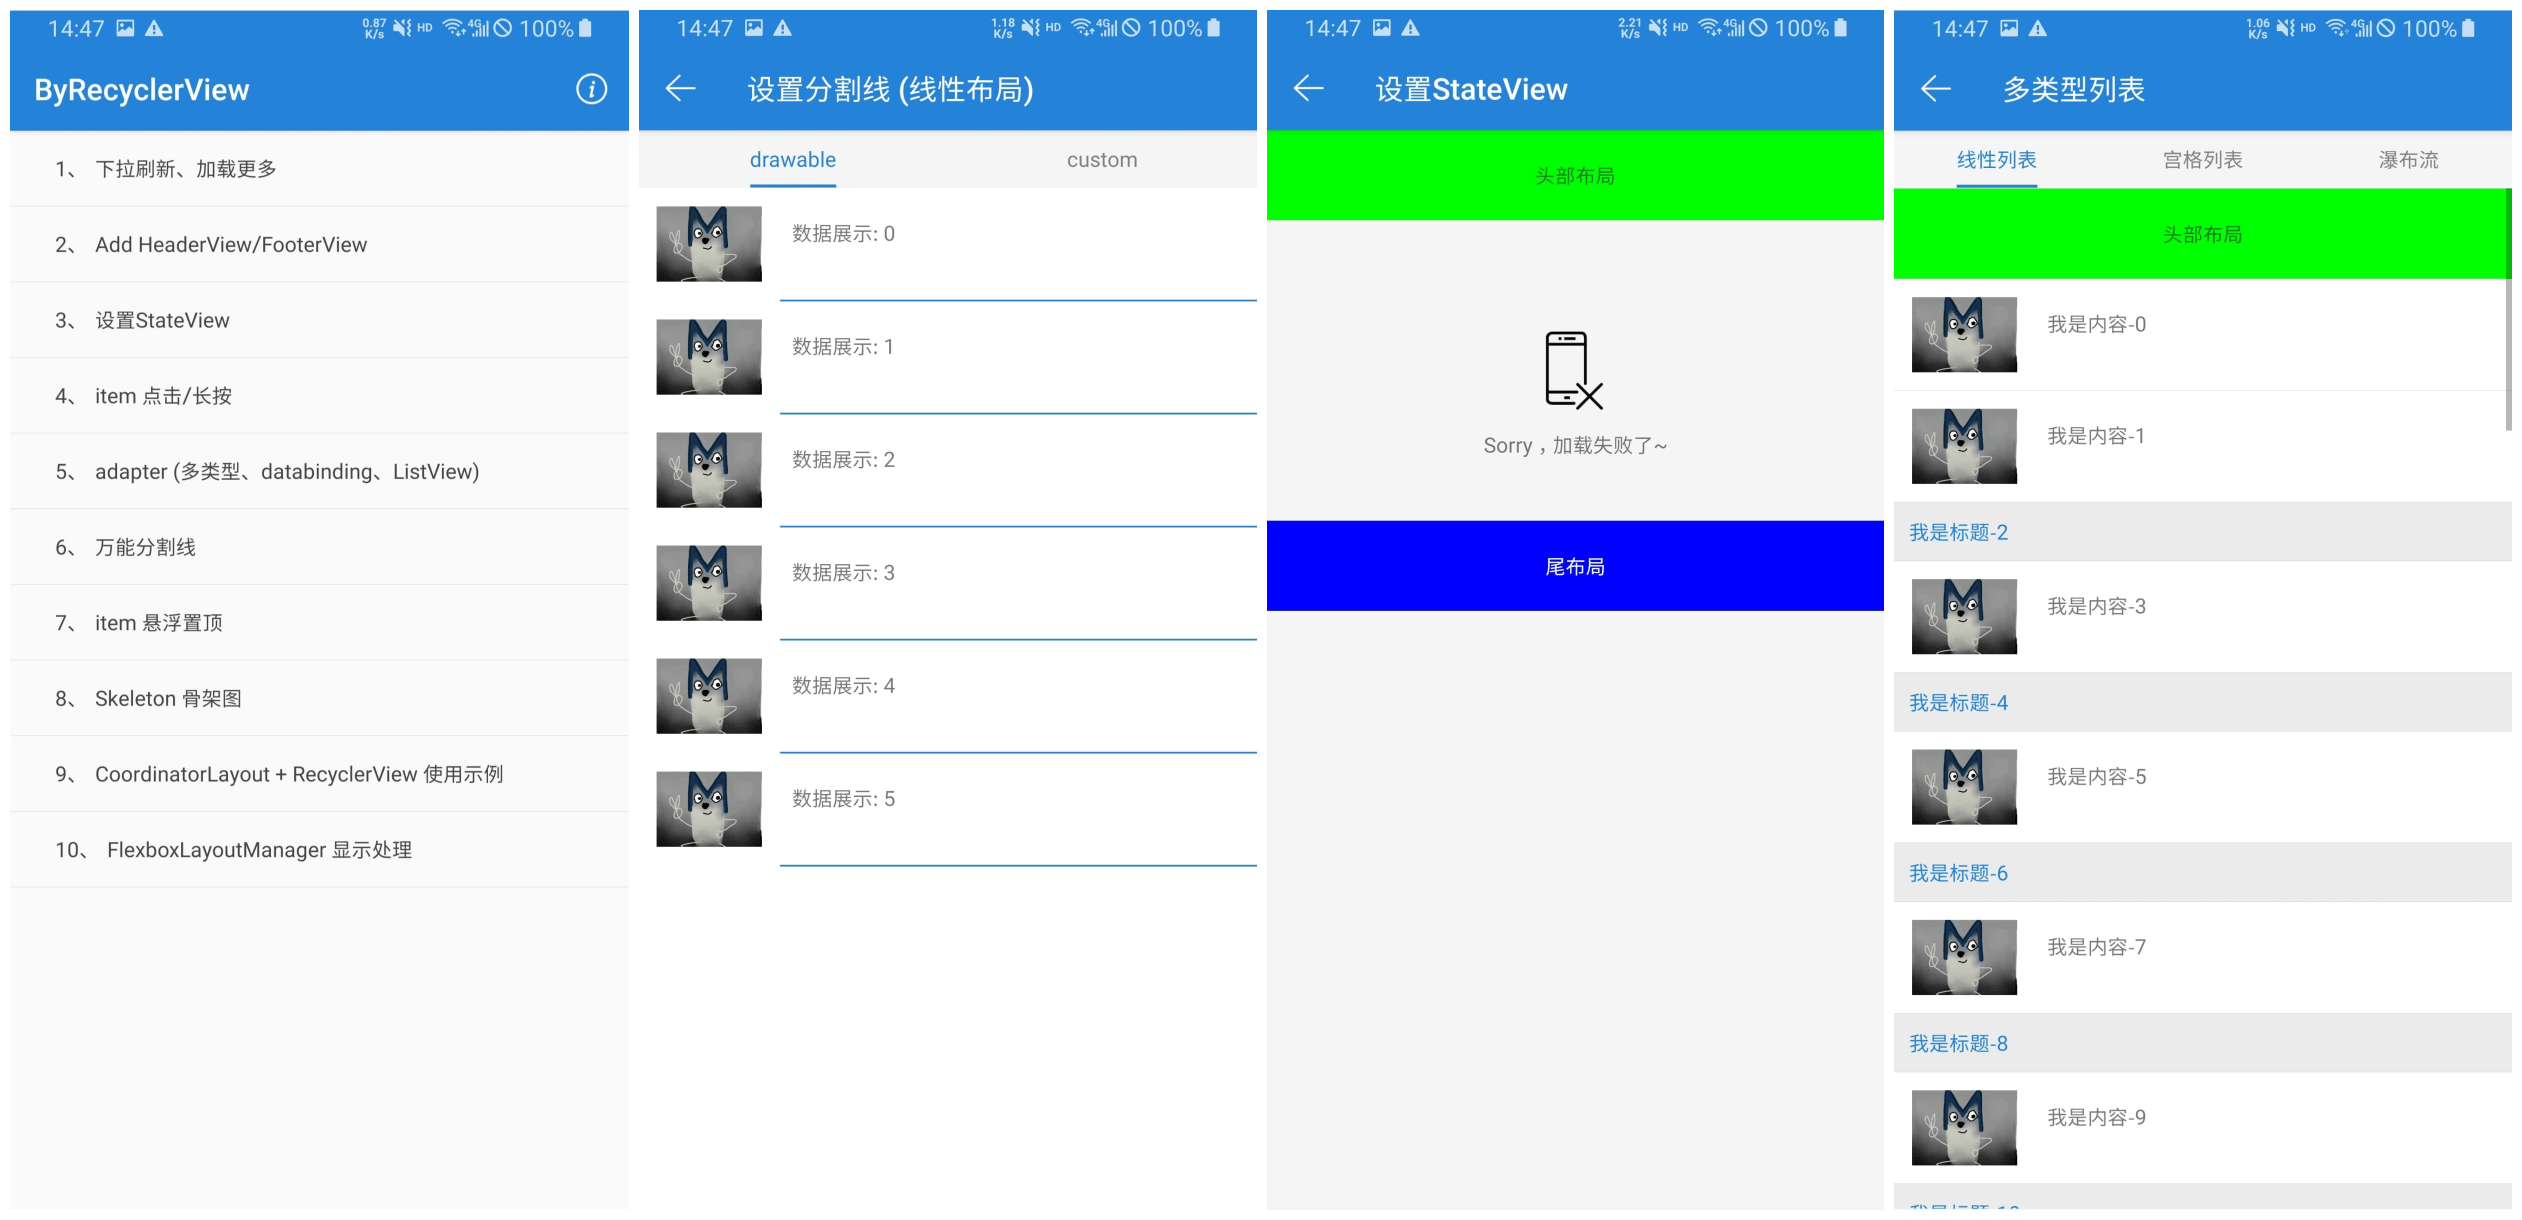 14:47 0.87 K/s HD 4G 100%
ByRecyclerView
1、 下拉刷新、加载更多
2、 Add HeaderView/FooterView
3、 设置StateView
4、 item 点击/长按
5、 adapter (多类型、databinding、ListView)
6、 万能分割线
7、 item 悬浮置顶
8、 Skeleton 骨架图
9、 CoordinatorLayout + RecyclerView 使用示例
10、 FlexboxLayoutManager 显示处理
14:47 1.18 K/s HD 4G 100%
设置分割线 (线性布局)
drawable custom
数据展示: 0
数据展示: 1
数据展示: 2
数据展示: 3
数据展示: 4
数据展示: 5
14:47 2.21 K/s HD 4G 100%
设置StateView
头部布局
Sorry，加载失败了~
尾布局
14:47 1.06 K/s HD 4G 100%
多类型列表
线性列表 宫格列表 瀑布流
头部布局
我是内容-0
我是内容-1
我是标题-2
我是内容-3
我是标题-4
我是内容-5
我是标题-6
我是内容-7
我是标题-8
我是内容-9
我是标题-10